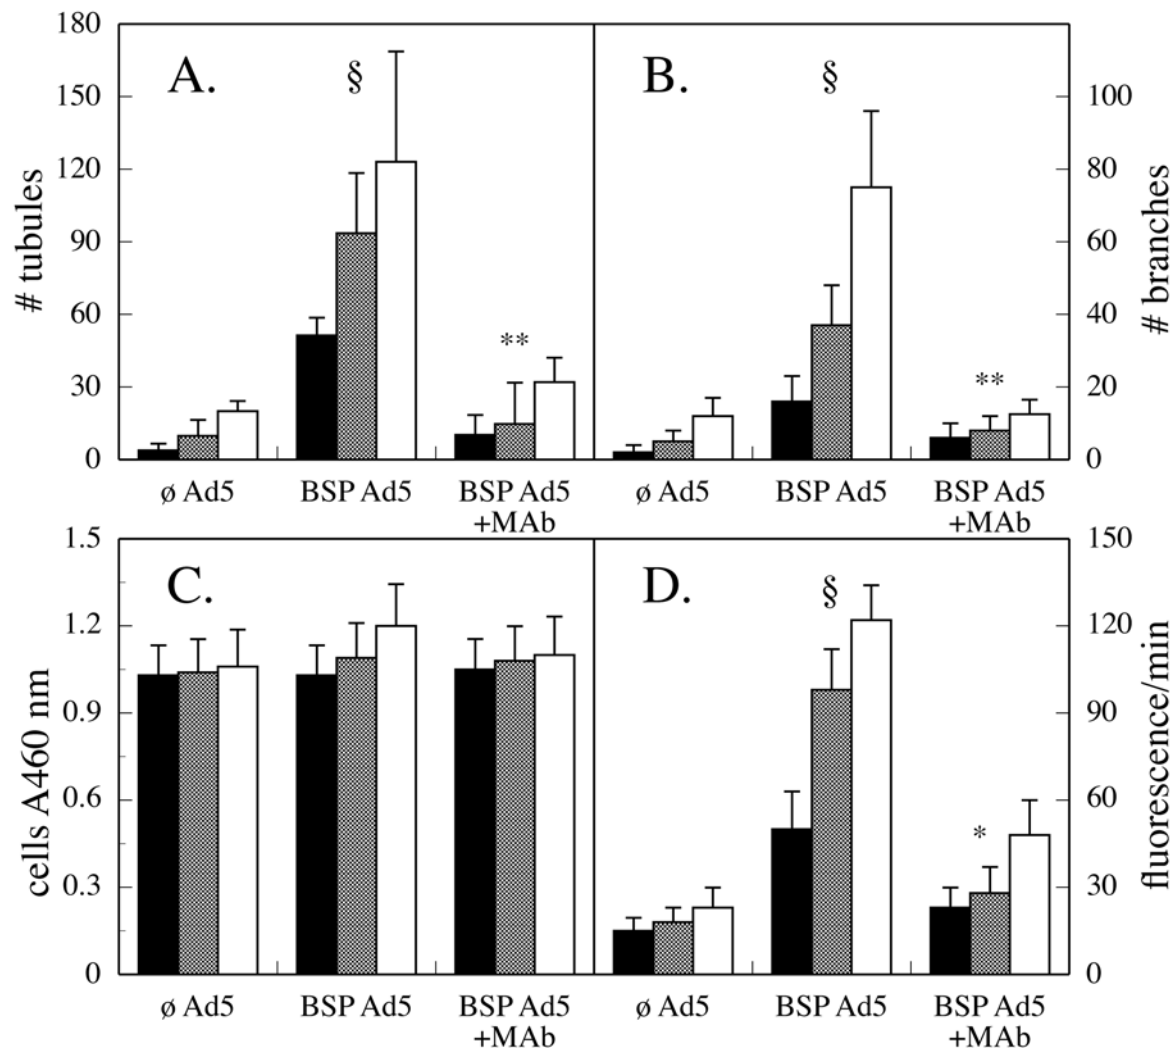 180
150
120
90
60
30
0
# tubules
A.
§
**
ø Ad5
BSP Ad5
BSP Ad5
+MAb
B.
§
**
100
80
60
40
20
0
# branches
ø Ad5
BSP Ad5
BSP Ad5
+MAb
1.5
1.2
0.9
0.6
0.3
0
cells A460 nm
C.
ø Ad5
BSP Ad5
BSP Ad5
+MAb
D.
§
*
150
120
90
60
30
0
fluorescence/min
ø Ad5
BSP Ad5
BSP Ad5
+MAb